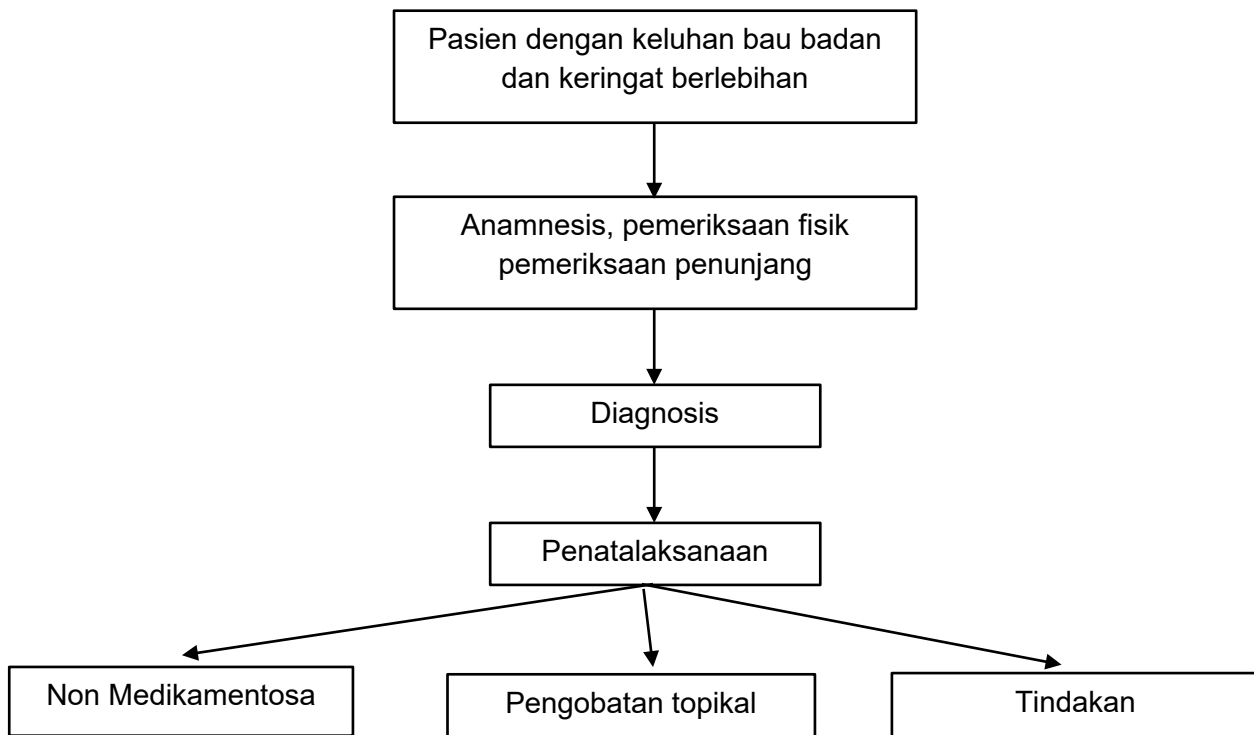 Pasien dengan keluhan bau badan
dan keringat berlebihan
Anamnesis, pemeriksaan fisik
pemeriksaan penunjang
Diagnosis
Penatalaksanaan
Non Medikamentosa
Pengobatan topikal
Tindakan